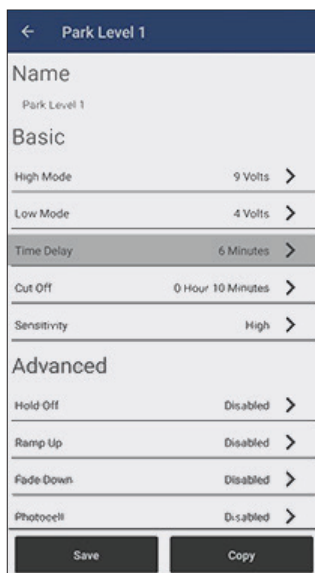 Park Level 1
Name
Park Level 1
Basic
High Mode 9 Volts
Low Mode 4 Volts
Time Delay 6 Minutes
Cut Off 0 Hour 10 Minutes
Sensitivity High
Advanced
Hold Off Disabled
Ramp Up Disabled
Fade Down Disabled
Photocell Disabled
Save Copy